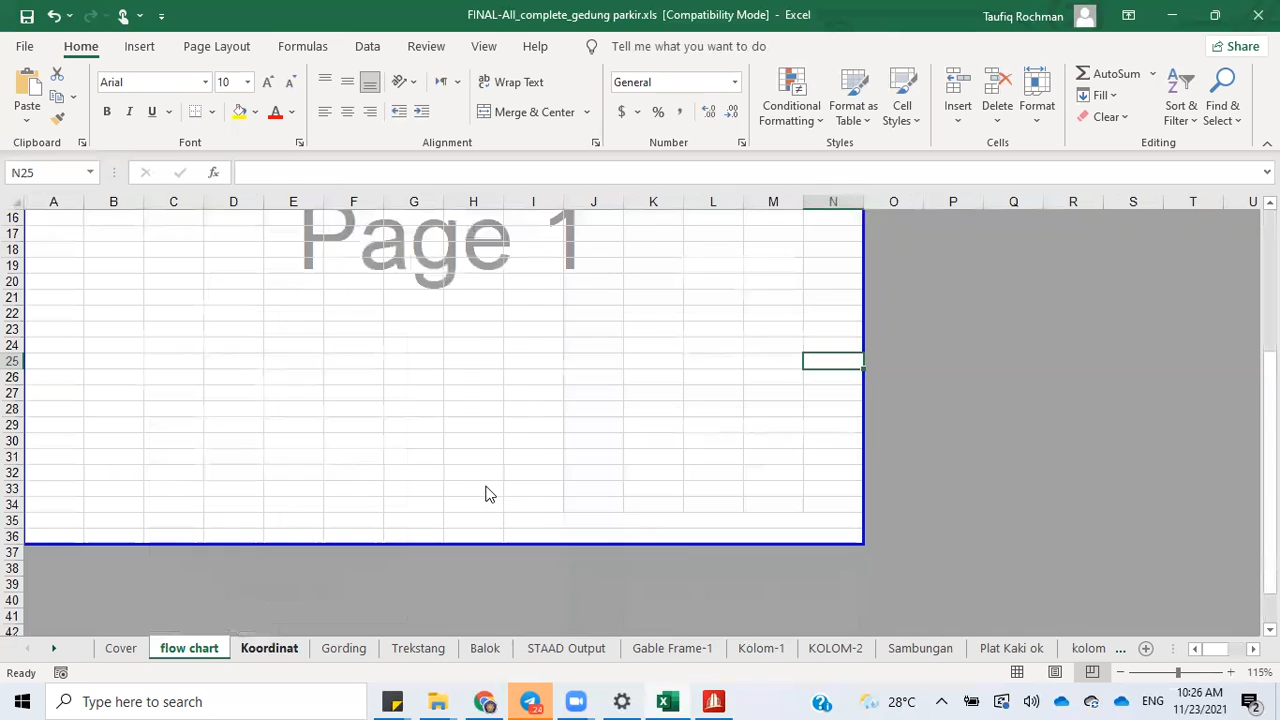 FINAL-All_complete_gedung parkir.xls [Compatibility Mode] - Excel
Taufiq Rochman
File Home Insert Page Layout Formulas Data Review View Help Tell me what you want to do Share
Paste
Clipboard
Arial 10
B I U
Font
Wrap Text
Merge & Center
Alignment
General
$ % ,
Number
Conditional Formatting
Format as Table
Cell Styles
Styles
Insert Delete Format
Cells
AutoSum
Fill
Clear
Sort & Filter
Find & Select
Editing
N25
fx
A B C D E F G H I J K L M N O P Q R S T U
16
17
18
19
20
21
22
23
24
25
26
27
28
29
30
31
32
33
34
35
36
37
38
39
40
41
42
Page 1
Cover flow chart Koordinat Gording Trekstang Balok STAAD Output Gable Frame-1 Kolom-1 KOLOM-2 Sambungan Plat Kaki ok kolom ...
Ready
115%
Type here to search
24
28°C
ENG
10:26 AM
11/23/2021
2